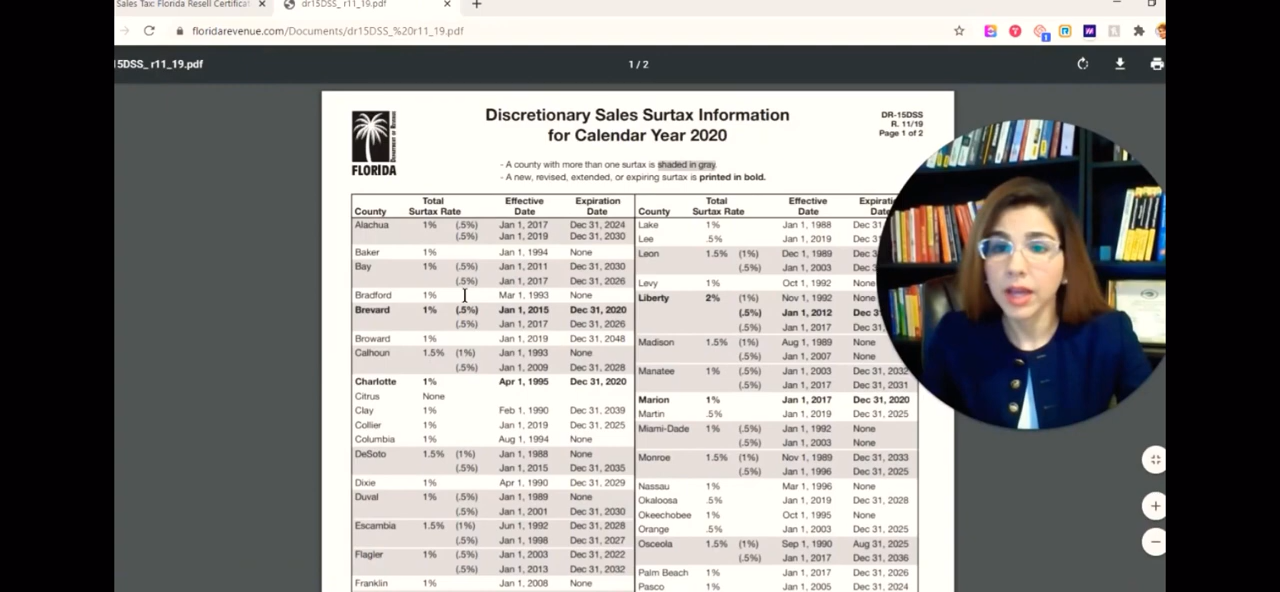 Sales Tax: Florida Resell Certificat
dr15DSS_ r11_19.pdf
floridarevenue.com/Documents/dr15DSS_%20r11_19.pdf
15DSS_ r11_19.pdf
1 / 2
FLORIDA
Discretionary Sales Surtax Information
for Calendar Year 2020
DR-15DSS
R. 11/19
Page 1 of 2
- A county with more than one surtax is shaded in gray.
- A new, revised, extended, or expiring surtax is printed in bold.
County Total Surtax Rate Effective Date Expiration Date
Alachua 1% (.5%) Jan 1, 2017 Dec 31, 2024
(.5%) Jan 1, 2019 Dec 31, 2030
Baker 1% Jan 1, 1994 None
Bay 1% (.5%) Jan 1, 2011 Dec 31, 2030
(.5%) Jan 1, 2017 Dec 31, 2026
Bradford 1% Mar 1, 1993 None
Brevard 1% (.5%) Jan 1, 2015 Dec 31, 2020
(.5%) Jan 1, 2017 Dec 31, 2026
Broward 1% Jan 1, 2019 Dec 31, 2048
Calhoun 1.5% (1%) Jan 1, 1993 None
(.5%) Jan 1, 2009 Dec 31, 2028
Charlotte 1% Apr 1, 1995 Dec 31, 2020
Citrus None
Clay 1% Feb 1, 1990 Dec 31, 2039
Collier 1% Jan 1, 2019 Dec 31, 2025
Columbia 1% Aug 1, 1994 None
DeSoto 1.5% (1%) Jan 1, 1988 None
(.5%) Jan 1, 2015 Dec 31, 2035
Dixie 1% Apr 1, 1990 Dec 31, 2029
Duval 1% (.5%) Jan 1, 1989 None
(.5%) Jan 1, 2001 Dec 31, 2030
Escambia 1.5% (1%) Jun 1, 1992 Dec 31, 2028
(.5%) Jan 1, 1998 Dec 31, 2027
Flagler 1% (.5%) Jan 1, 2003 Dec 31, 2022
(.5%) Jan 1, 2013 Dec 31, 2032
Franklin 1% Jan 1, 2008 None
County Total Surtax Rate Effective Date
Lake 1% Jan 1, 1988 Dec 31
Lee .5% Jan 1, 2019 Dec 31
Leon 1.5% (1%) Dec 1, 1989 Dec 3
(.5%) Jan 1, 2003 Dec 3
Levy 1% Oct 1, 1992 None
Liberty 2% (1%) Nov 1, 1992 None
(.5%) Jan 1, 2012 Dec 3
(.5%) Jan 1, 2017 Dec 31,
Madison 1.5% (1%) Aug 1, 1989 None
(.5%) Jan 1, 2007 None
Manatee 1% (.5%) Jan 1, 2003 Dec 31, 2032
(.5%) Jan 1, 2017 Dec 31, 2031
Marion 1% Jan 1, 2017 Dec 31, 2020
Martin .5% Jan 1, 2019 Dec 31, 2025
Miami-Dade 1% (.5%) Jan 1, 1992 None
(.5%) Jan 1, 2003 None
Monroe 1.5% (1%) Nov 1, 1989 Dec 31, 2033
(.5%) Jan 1, 1996 Dec 31, 2025
Nassau 1% Mar 1, 1996 None
Okaloosa .5% Jan 1, 2019 Dec 31, 2028
Okeechobee 1% Oct 1, 1995 None
Orange .5% Jan 1, 2003 Dec 31, 2025
Osceola 1.5% (1%) Sep 1, 1990 Aug 31, 2025
(.5%) Jan 1, 2017 Dec 31, 2036
Palm Beach 1% Jan 1, 2017 Dec 31, 2026
Pasco 1% Jan 1, 2005 Dec 31, 2024